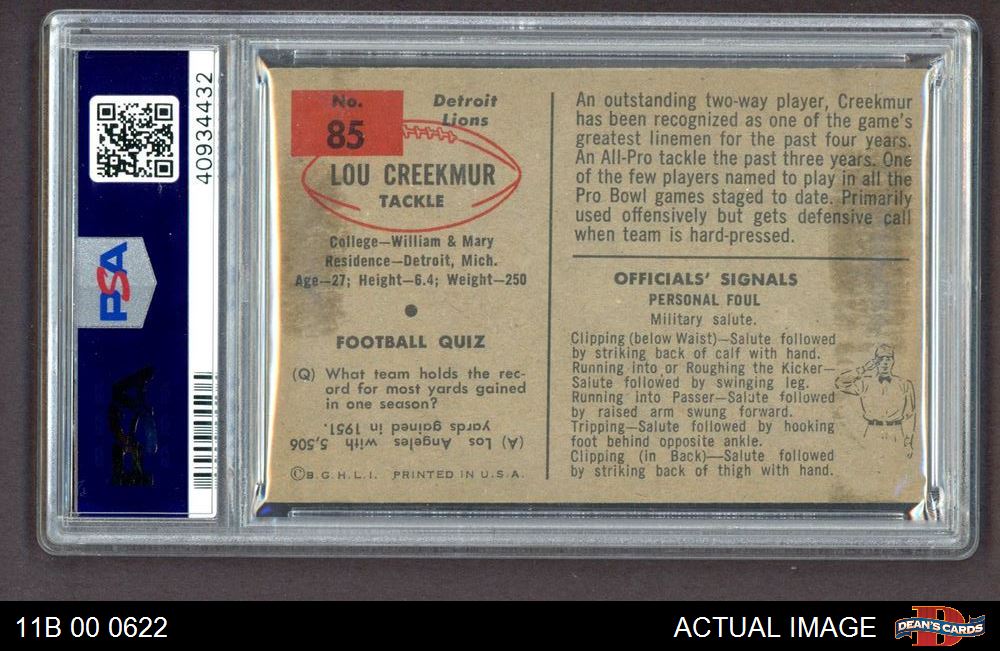 40934432
PSA
No.
85
Detroit
Lions
LOU CREEKMUR
TACKLE
College—William & Mary
Residence—Detroit, Mich.
Age—27; Height—6.4; Weight—250
FOOTBALL QUIZ
(Q) What team holds the rec-
ord for most yards gained
in one season?
(A) Los Angeles with 5,506
yards gained in 1951.
©B.G.H.L.I. PRINTED IN U.S.A.
An outstanding two-way player, Creekmur
has been recognized as one of the game's
greatest linemen for the past four years.
An All-Pro tackle the past three years. One
of the few players named to play in all the
Pro Bowl games staged to date. Primarily
used offensively but gets defensive call
when team is hard-pressed.
OFFICIALS' SIGNALS
PERSONAL FOUL
Military salute.
Clipping (below Waist)—Salute followed
by striking back of calf with hand.
Running into or Roughing the Kicker—
Salute followed by swinging leg.
Running into Passer—Salute followed
by raised arm swung forward.
Tripping—Salute followed by hooking
foot behind opposite ankle.
Clipping (in Back)—Salute followed
by striking back of thigh with hand.
11B 00 0622
ACTUAL IMAGE
DEAN'S CARDS